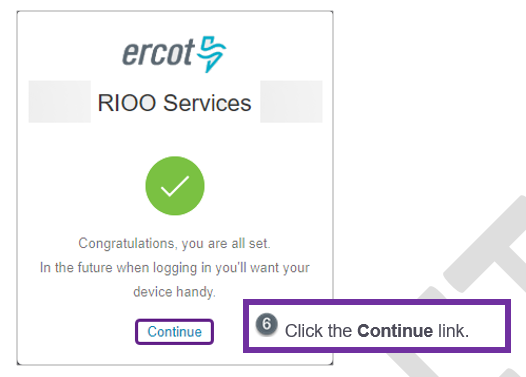 ercot
RIOO Services
Congratulations, you are all set.
In the future when logging in you'll want your
device handy.
Continue
6 Click the Continue link.